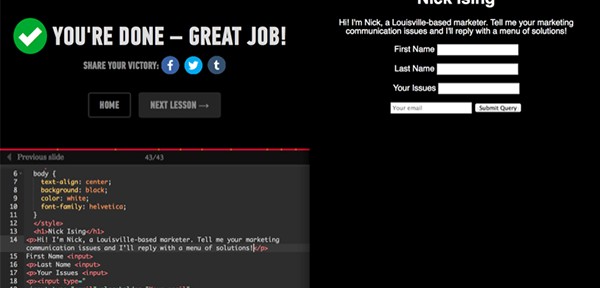 YOU'RE DONE – GREAT JOB!
SHARE YOUR VICTORY:
HOME
NEXT LESSON
Previous slide
43/43
6 body {
7 text-align: center;
8 background: black;
9 color: white;
10 font-family: helvetica;
11 }
12 </style>
13 <h1>Nick Ising</h1>
14 <p>Hi! I'm Nick, a Louisville-based marketer. Tell me your marketing
communication issues and I'll reply with a menu of solutions!</p>
15 First Name <input>
16 <p>Last Name <input>
17 <p>Your Issues <input>
18 <p><input type="
Nick Ising
Hi! I'm Nick, a Louisville-based marketer. Tell me your marketing
communication issues and I'll reply with a menu of solutions!
First Name
Last Name
Your Issues
Your email
Submit Query